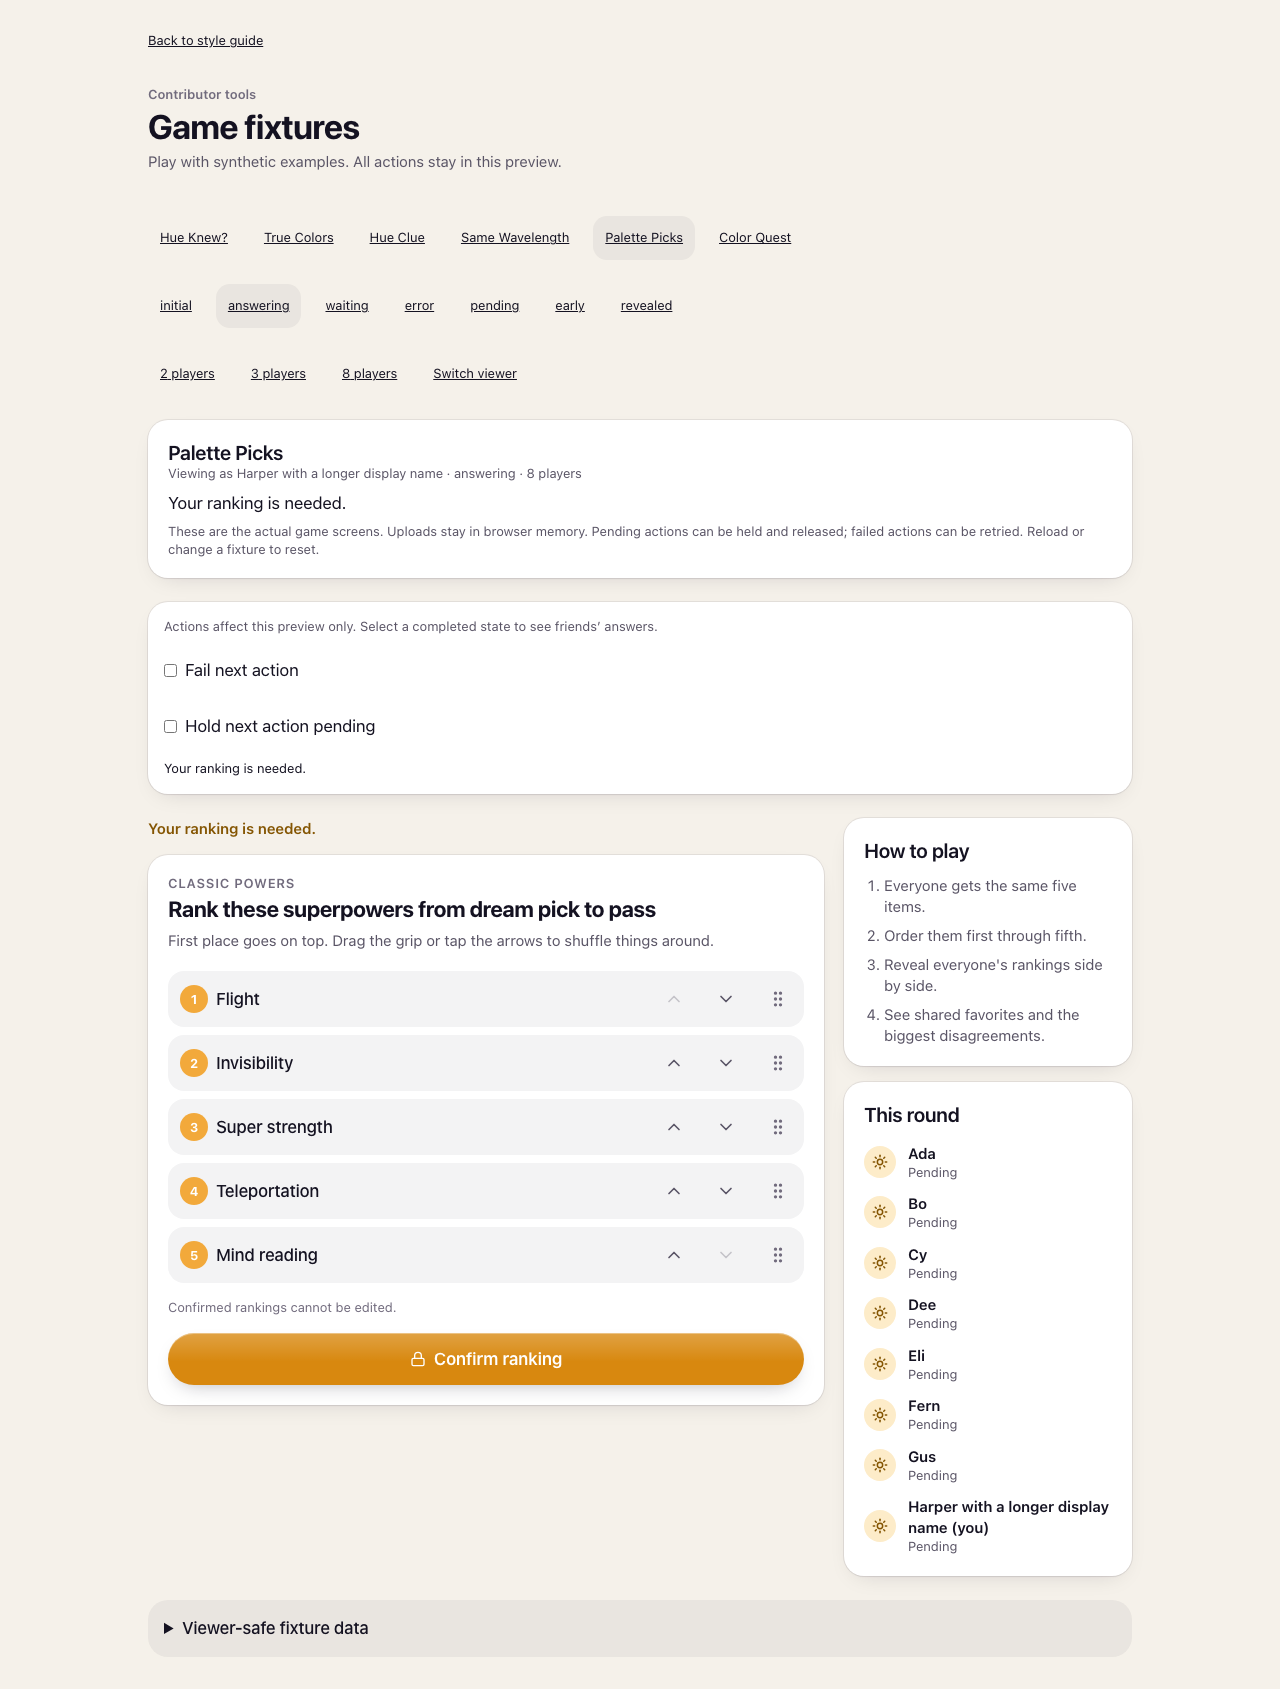 Back to style guide
Contributor tools
Game fixtures
Play with synthetic examples. All actions stay in this preview.
Hue Knew? True Colors Hue Clue Same Wavelength Palette Picks Color Quest
initial answering waiting error pending early revealed
2 players 3 players 8 players Switch viewer
Palette Picks
Viewing as Harper with a longer display name · answering · 8 players
Your ranking is needed.
These are the actual game screens. Uploads stay in browser memory. Pending actions can be held and released; failed actions can be retried. Reload or
change a fixture to reset.
Actions affect this preview only. Select a completed state to see friends’ answers.
Fail next action
Hold next action pending
Your ranking is needed.
Your ranking is needed.
CLASSIC POWERS
Rank these superpowers from dream pick to pass
First place goes on top. Drag the grip or tap the arrows to shuffle things around.
1 Flight
2 Invisibility
3 Super strength
4 Teleportation
5 Mind reading
Confirmed rankings cannot be edited.
Confirm ranking
How to play
1. Everyone gets the same five
items.
2. Order them first through fifth.
3. Reveal everyone's rankings side
by side.
4. See shared favorites and the
biggest disagreements.
This round
Ada
Pending
Bo
Pending
Cy
Pending
Dee
Pending
Eli
Pending
Fern
Pending
Gus
Pending
Harper with a longer display
name (you)
Pending
Viewer-safe fixture data